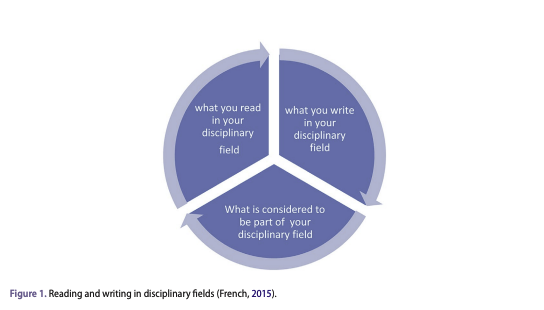 what you read
in your
disciplinary
field
what you write
in your
disciplinary
field
What is considered to
be part of your
disciplinary field
Figure 1. Reading and writing in disciplinary fields (French, 2015).